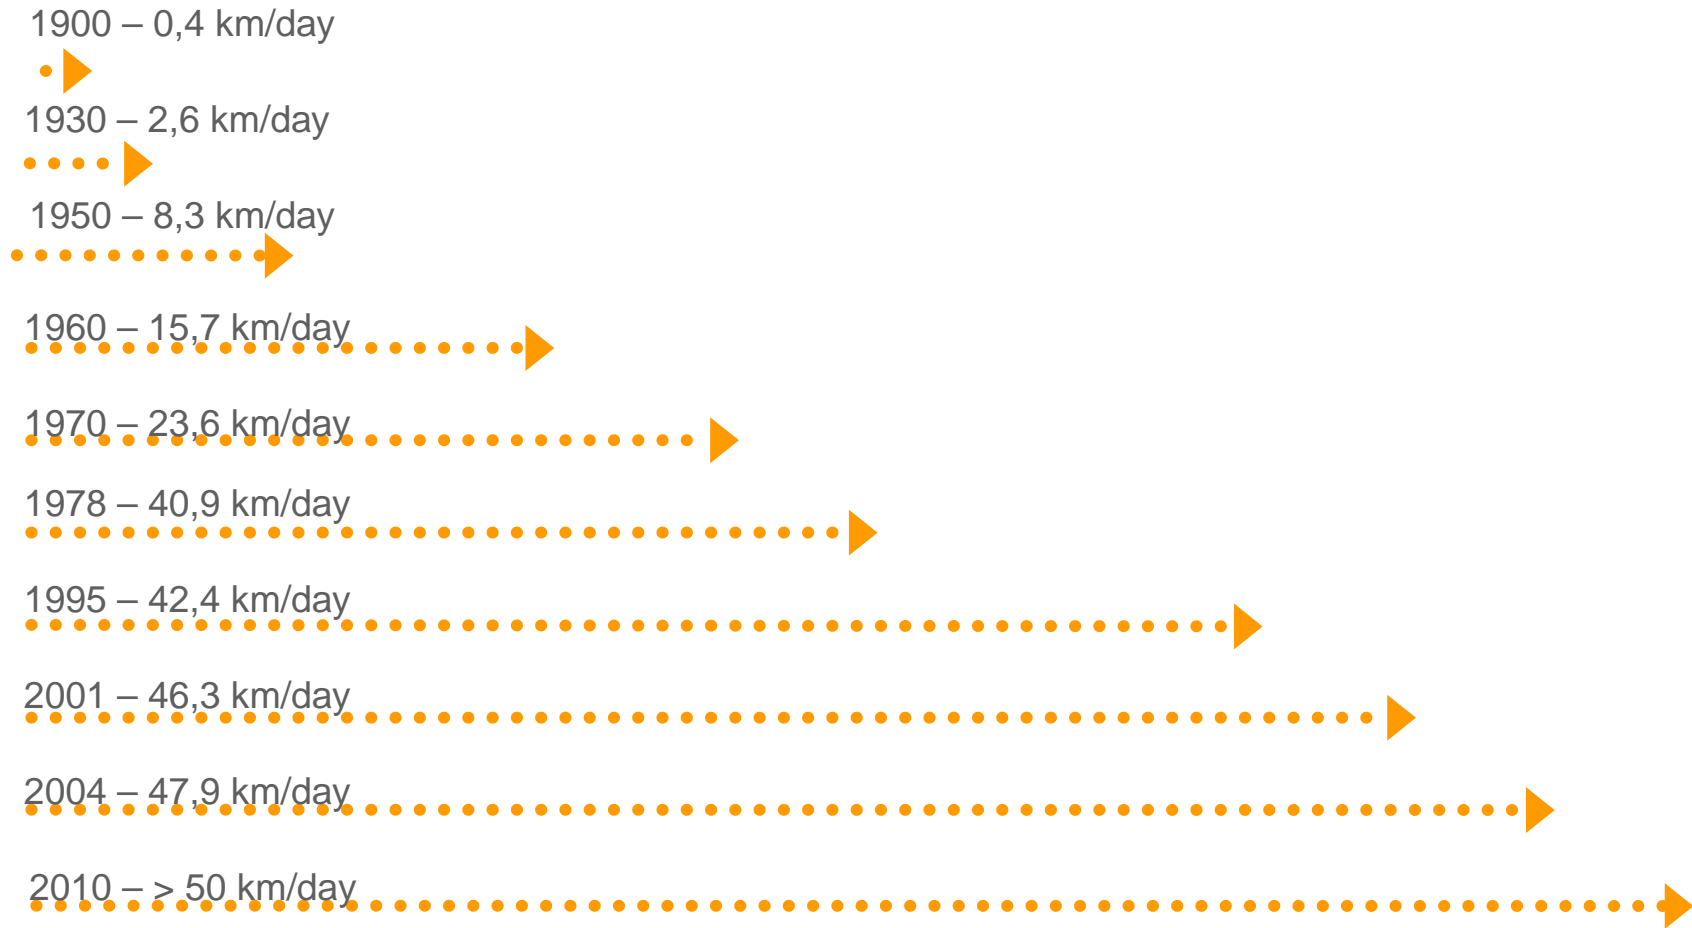 1900 – 0,4 km/day
1930 – 2,6 km/day
1950 – 8,3 km/day
1960 – 15,7 km/day
1970 – 23,6 km/day
1978 – 40,9 km/day
1995 – 42,4 km/day
2001 – 46,3 km/day
2004 – 47,9 km/day
2010 – > 50 km/day